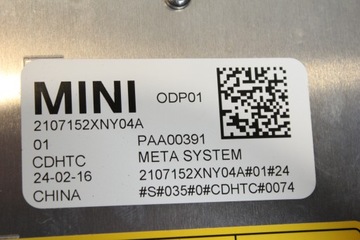 MINI ODP01
2107152XNY04A
01 PAA00391
CDHTC META SYSTEM
24-02-16 2107152XNY04A#01#24
CHINA #S#035#0#CDHTC#0074